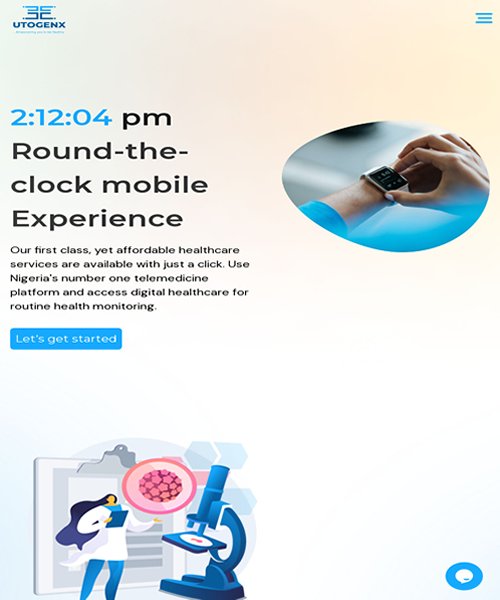 UTOGENX
2:12:04 pm
Round-the-
clock mobile
Experience
Our first class, yet affordable healthcare
services are available with just a click. Use
Nigeria's number one telemedicine
platform and access digital healthcare for
routine health monitoring.
Let's get started